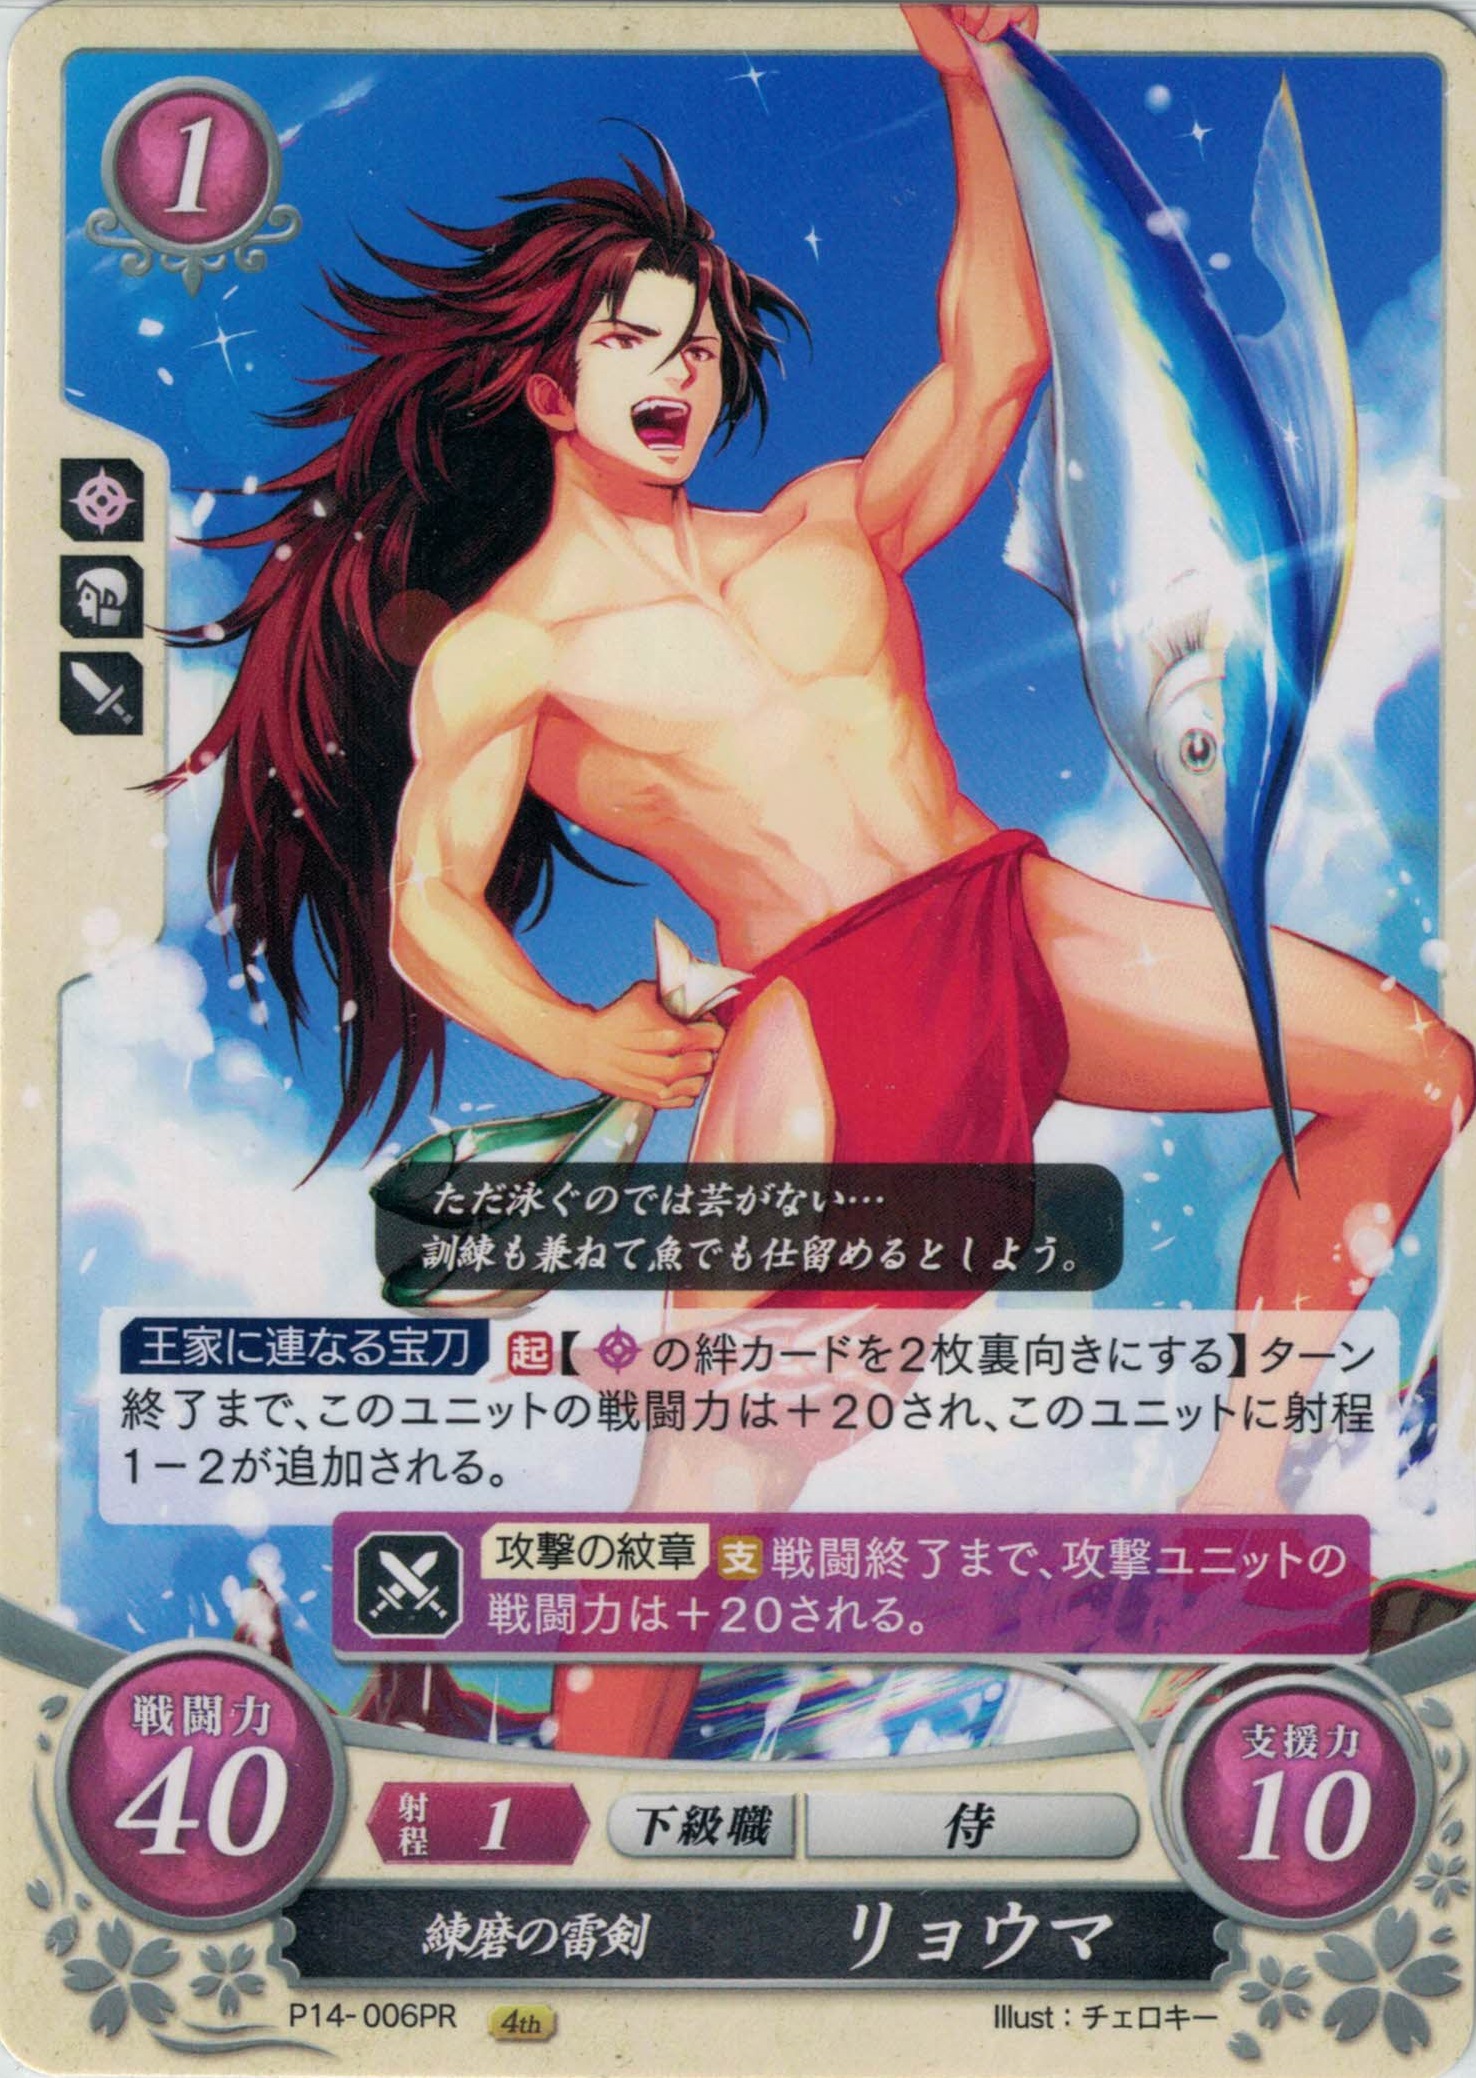 1
ただ泳ぐのでは芸がない…
訓練も兼ねて魚でも仕留めるとしよう。
王家に連なる宝刀 起【 の絆カードを2枚裏向きにする】ターン
終了まで、このユニットの戦闘力は＋20され、このユニットに射程
1－2が追加される。
攻撃の紋章 支 戦闘終了まで、攻撃ユニットの
戦闘力は＋20される。
戦闘力
40
射程 1
下級職
侍
支援力
10
練磨の雷剣 リョウマ
P14-006PR 4th
Illust：チェロキー